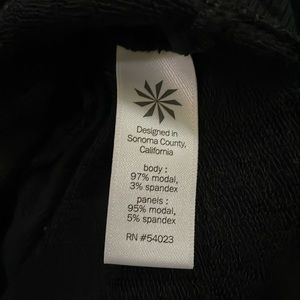 Designed in
Sonoma County,
California
body :
97% modal,
3% spandex
panels :
95% modal,
5% spandex
RN #54023